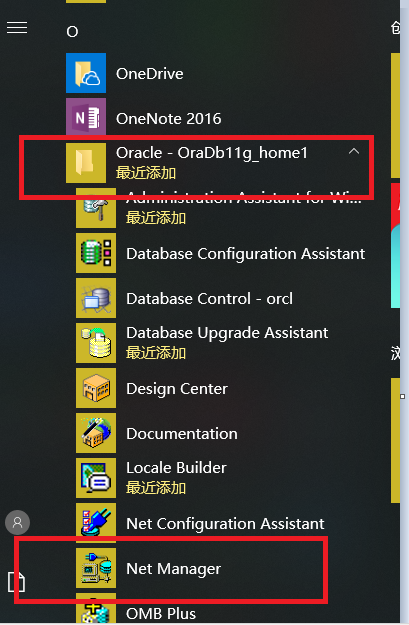 O
创
OneDrive
OneNote 2016
Oracle - OraDb11g_home1
最近添加
Administration Assistant for Wi...
最近添加
Database Configuration Assistant
Database Control - orcl
浏
Database Upgrade Assistant
最近添加
Design Center
Documentation
Locale Builder
最近添加
Net Configuration Assistant
Net Manager
OMB Plus